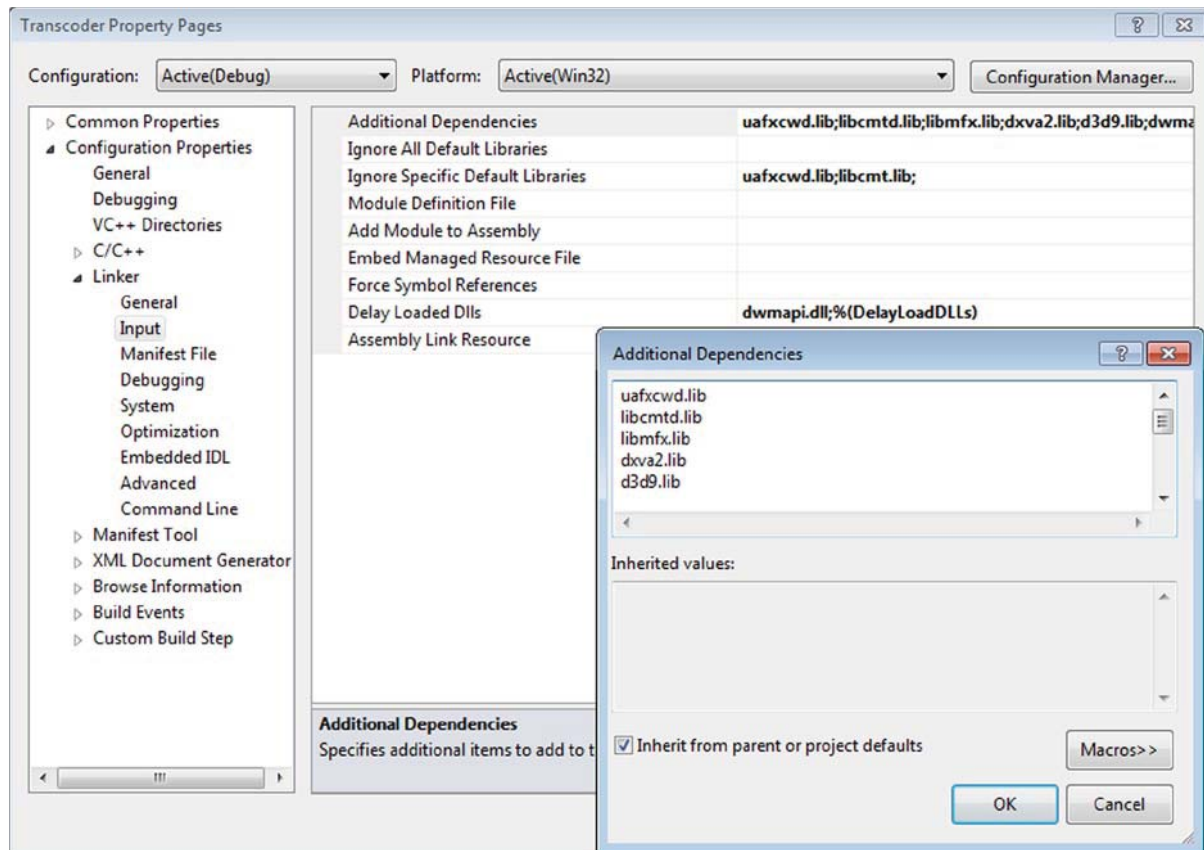 Transcoder Property Pages
Configuration: Active(Debug) Platform: Active(Win32) Configuration Manager...
Common Properties
Configuration Properties
General
Debugging
VC++ Directories
C/C++
Linker
General
Input
Manifest File
Debugging
System
Optimization
Embedded IDL
Advanced
Command Line
Manifest Tool
XML Document Generator
Browse Information
Build Events
Custom Build Step
Additional Dependencies uafxcwd.lib;libcmtd.lib;libmfx.lib;dxva2.lib;d3d9.lib;dwma
Ignore All Default Libraries
Ignore Specific Default Libraries uafxcwd.lib;libcmt.lib;
Module Definition File
Add Module to Assembly
Embed Managed Resource File
Force Symbol References
Delay Loaded Dlls dwmapi.dll;%(DelayLoadDLLs)
Assembly Link Resource
Additional Dependencies
Specifies additional items to add to t
Additional Dependencies
uafxcwd.lib
libcmtd.lib
libmfx.lib
dxva2.lib
d3d9.lib
Inherited values:
Inherit from parent or project defaults
Macros>>
OK Cancel